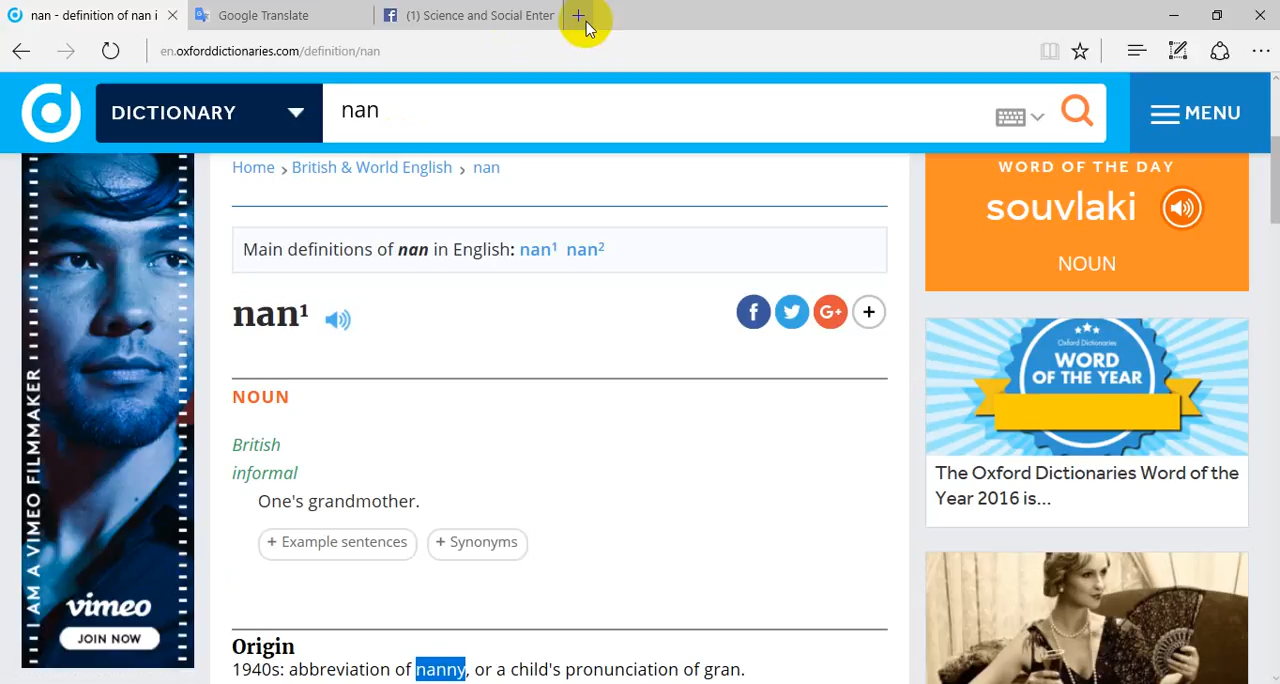 nan - definition of nan i
Google Translate
(1) Science and Social Enter
en.oxforddictionaries.com/definition/nan
DICTIONARY
nan
MENU
Home > British & World English > nan
Main definitions of nan in English: nan¹ nan²
nan¹
NOUN
British
informal
One's grandmother.
+ Example sentences
+ Synonyms
Origin
1940s: abbreviation of nanny, or a child's pronunciation of gran.
I AM A VIMEO FILMMAKER
vimeo
JOIN NOW
WORD OF THE DAY
souvlaki
NOUN
Oxford Dictionaries
WORD
OF THE YEAR
The Oxford Dictionaries Word of the
Year 2016 is...